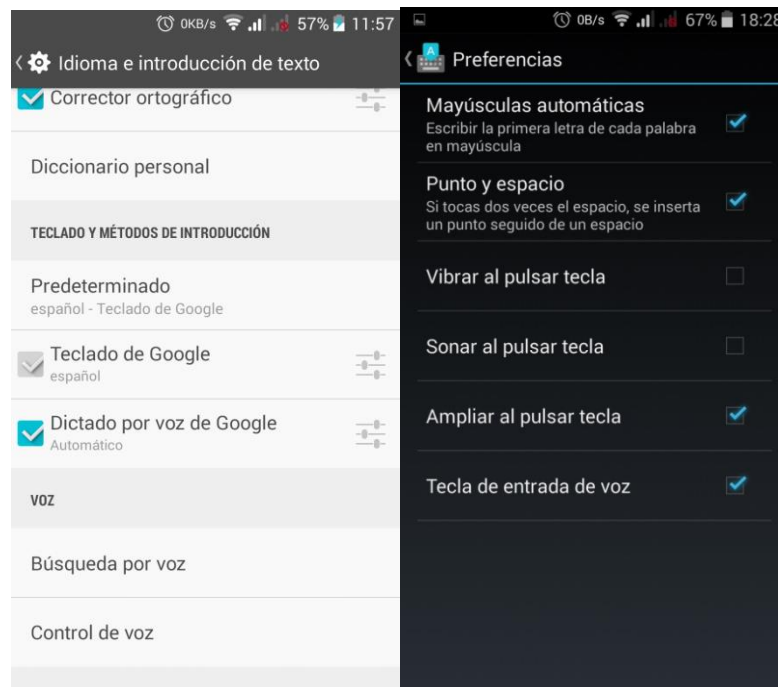 0KB/s 57% 11:57
Idioma e introducción de texto
Corrector ortográfico
Diccionario personal
TECLADO Y MÉTODOS DE INTRODUCCIÓN
Predeterminado
español - Teclado de Google
Teclado de Google
español
Dictado por voz de Google
Automático
VOZ
Búsqueda por voz
Control de voz
0B/s 67% 18:28
A
Preferencias
Mayúsculas automáticas
Escribir la primera letra de cada palabra
en mayúscula
Punto y espacio
Si tocas dos veces el espacio, se inserta
un punto seguido de un espacio
Vibrar al pulsar tecla
Sonar al pulsar tecla
Ampliar al pulsar tecla
Tecla de entrada de voz